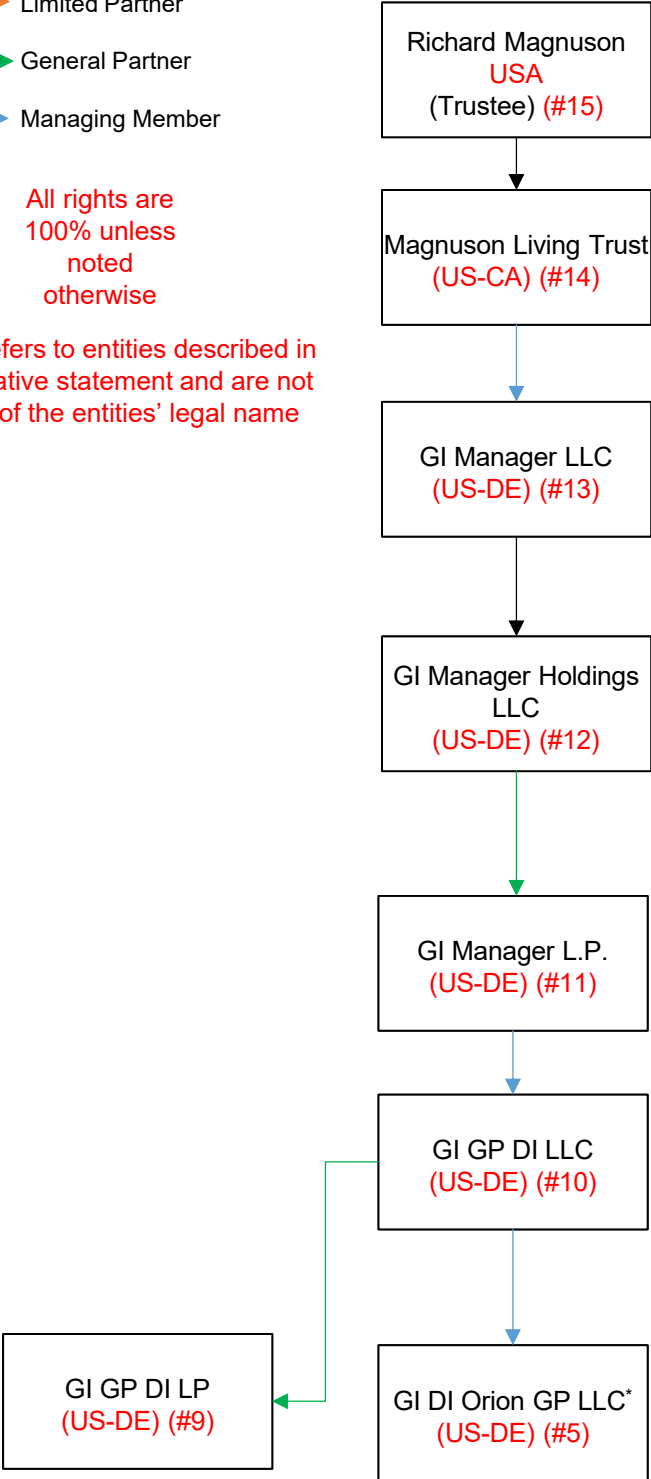 Limited Partner
General Partner
Managing Member
All rights are
100% unless
noted
otherwise
efers to entities described in
ative statement and are not
of the entities’ legal name
Richard Magnuson
USA
(Trustee) (#15)
Magnuson Living Trust
(US-CA) (#14)
GI Manager LLC
(US-DE) (#13)
GI Manager Holdings
LLC
(US-DE) (#12)
GI Manager L.P.
(US-DE) (#11)
GI GP DI LLC
(US-DE) (#10)
GI GP DI LP
(US-DE) (#9)
GI DI Orion GP LLC*
(US-DE) (#5)